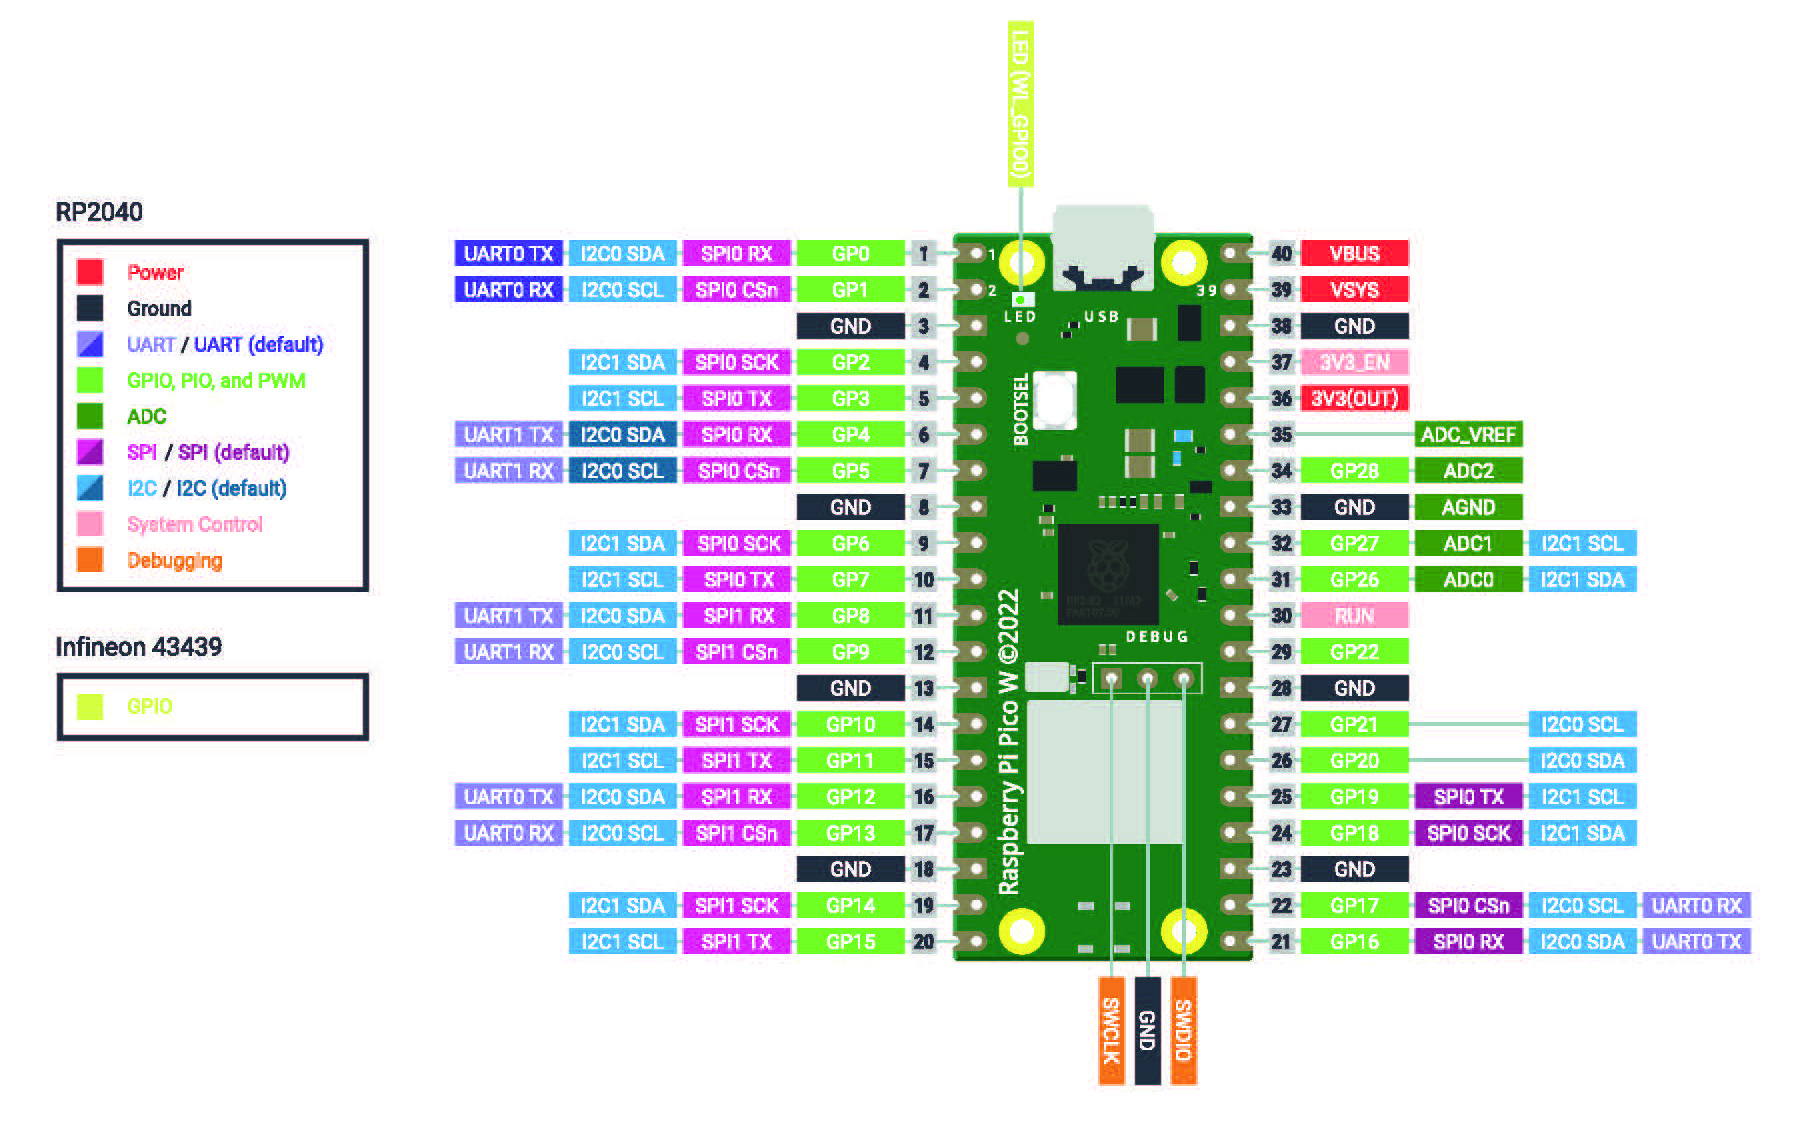 LED (WL_GPIO0)
RP2040
Power
Ground
UART / UART (default)
GPIO, PIO, and PWM
ADC
SPI / SPI (default)
I2C / I2C (default)
System Control
Debugging
Infineon 43439
GPIO
UART0 TX I2C0 SDA SPI0 RX GP0 1
UART0 RX I2C0 SCL SPI0 CSn GP1 2
GND 3
I2C1 SDA SPI0 SCK GP2 4
I2C1 SCL SPI0 TX GP3 5
UART1 TX I2C0 SDA SPI0 RX GP4 6
UART1 RX I2C0 SCL SPI0 CSn GP5 7
GND 8
I2C1 SDA SPI0 SCK GP6 9
I2C1 SCL SPI0 TX GP7 10
UART1 TX I2C0 SDA SPI1 RX GP8 11
UART1 RX I2C0 SCL SPI1 CSn GP9 12
GND 13
I2C1 SDA SPI1 SCK GP10 14
I2C1 SCL SPI1 TX GP11 15
UART0 TX I2C0 SDA SPI1 RX GP12 16
UART0 RX I2C0 SCL SPI1 CSn GP13 17
GND 18
I2C1 SDA SPI1 SCK GP14 19
I2C1 SCL SPI1 TX GP15 20
1
2
39
LED
USB
BOOTSEL
DEBUG
Raspberry Pi Pico W ©2022
40 VBUS
39 VSYS
38 GND
37 3V3_EN
36 3V3(OUT)
35 ADC_VREF
34 GP28 ADC2
33 GND AGND
32 GP27 ADC1 I2C1 SCL
31 GP26 ADC0 I2C1 SDA
30 RUN
29 GP22
28 GND
27 GP21 I2C0 SCL
26 GP20 I2C0 SDA
25 GP19 SPI0 TX I2C1 SCL
24 GP18 SPI0 SCK I2C1 SDA
23 GND
22 GP17 SPI0 CSn I2C0 SCL UART0 RX
21 GP16 SPI0 RX I2C0 SDA UART0 TX
SWCLK
GND
SWDIO